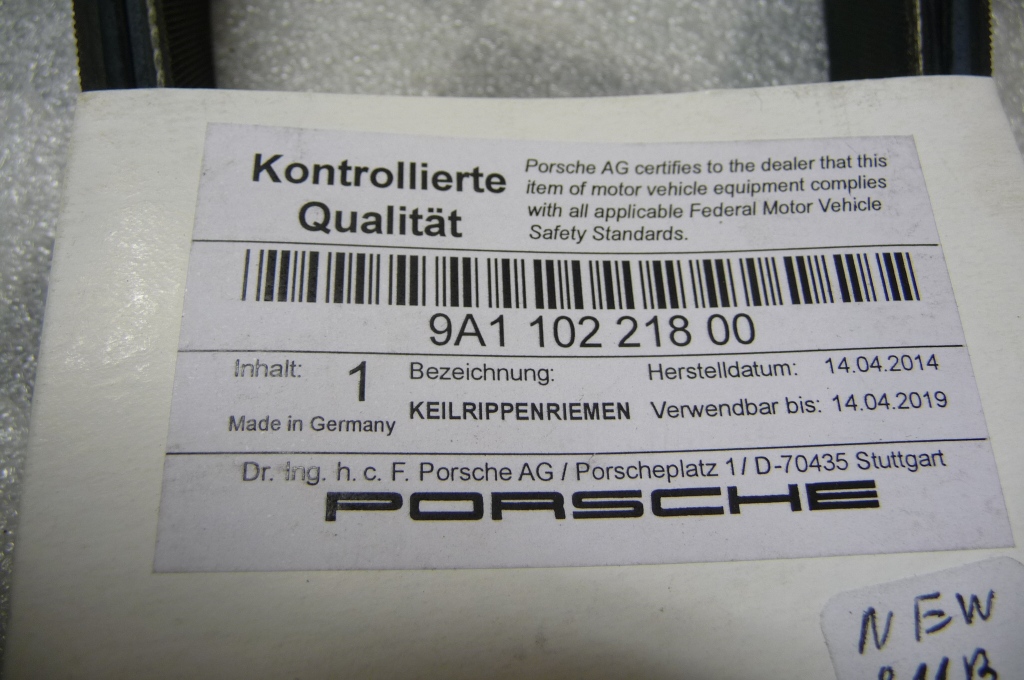 Kontrollierte
Qualität
Porsche AG certifies to the dealer that this
item of motor vehicle equipment complies
with all applicable Federal Motor Vehicle
Safety Standards.
9A1 102 218 00
Inhalt: 1
Made in Germany
Bezeichnung:
KEILRIPPENRIEMEN
Herstelldatum: 14.04.2014
Verwendbar bis: 14.04.2019
Dr. Ing. h. c. F. Porsche AG / Porscheplatz 1 / D-70435 Stuttgart
PORSCHE
NEW